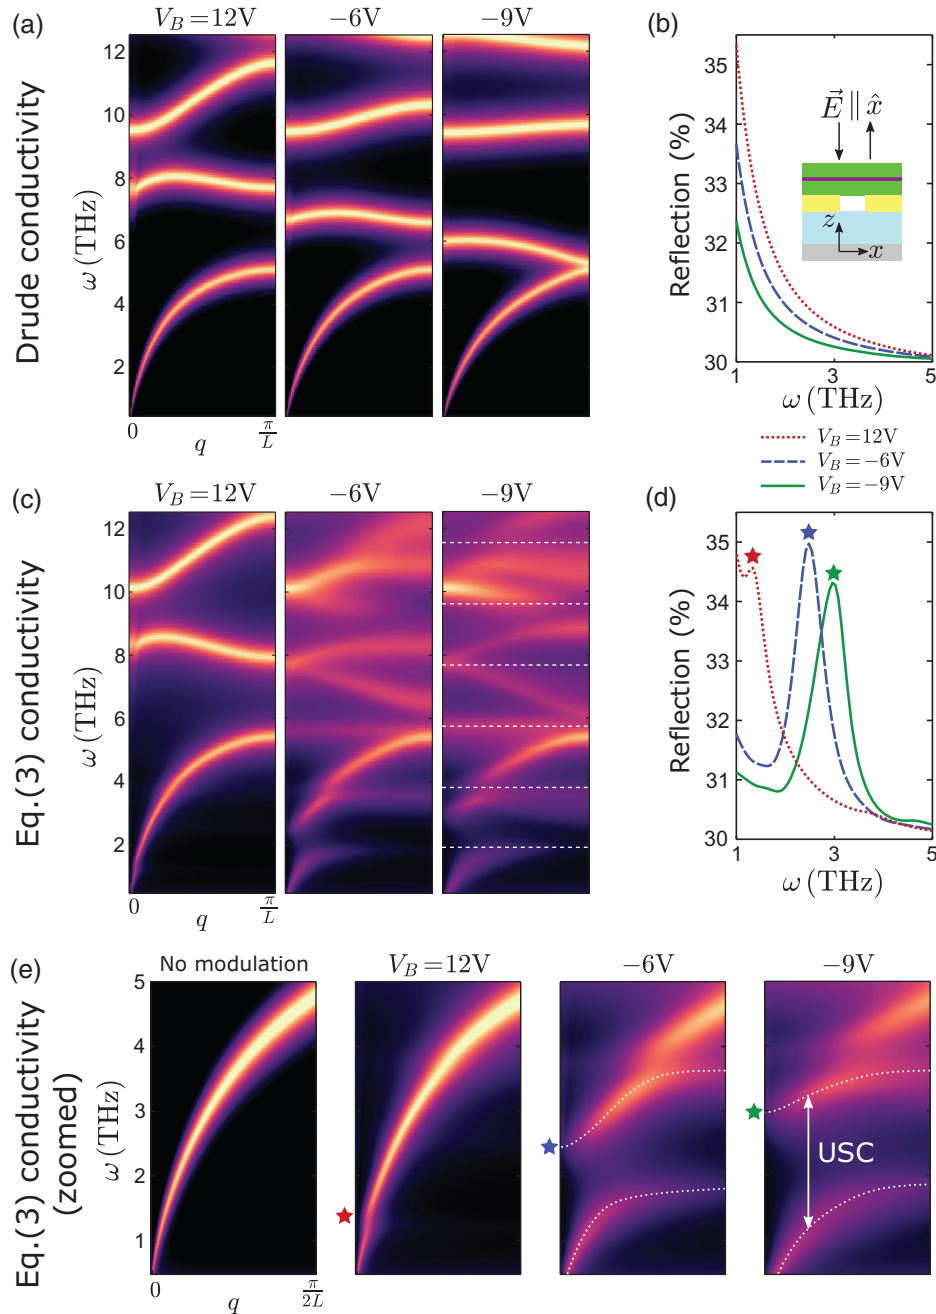 (a)
V_B = 12V
−6V
−9V
Drude conductivity
ω (THz)
12
10
8
6
4
2
0
q
π/L
(b)
Reflection (%)
35
34
33
32
31
30
E⃗ ∥ x̂
z
x
1
3
5
ω (THz)
V_B = 12V
V_B = −6V
V_B = −9V
(c)
V_B = 12V
−6V
−9V
Eq.(3) conductivity
ω (THz)
12
10
8
6
4
2
0
q
π/L
(d)
Reflection (%)
35
34
33
32
31
30
1
3
5
ω (THz)
(e)
No modulation
V_B = 12V
−6V
−9V
Eq.(3) conductivity
(zoomed)
ω (THz)
5
4
3
2
1
0
q
π/2L
USC